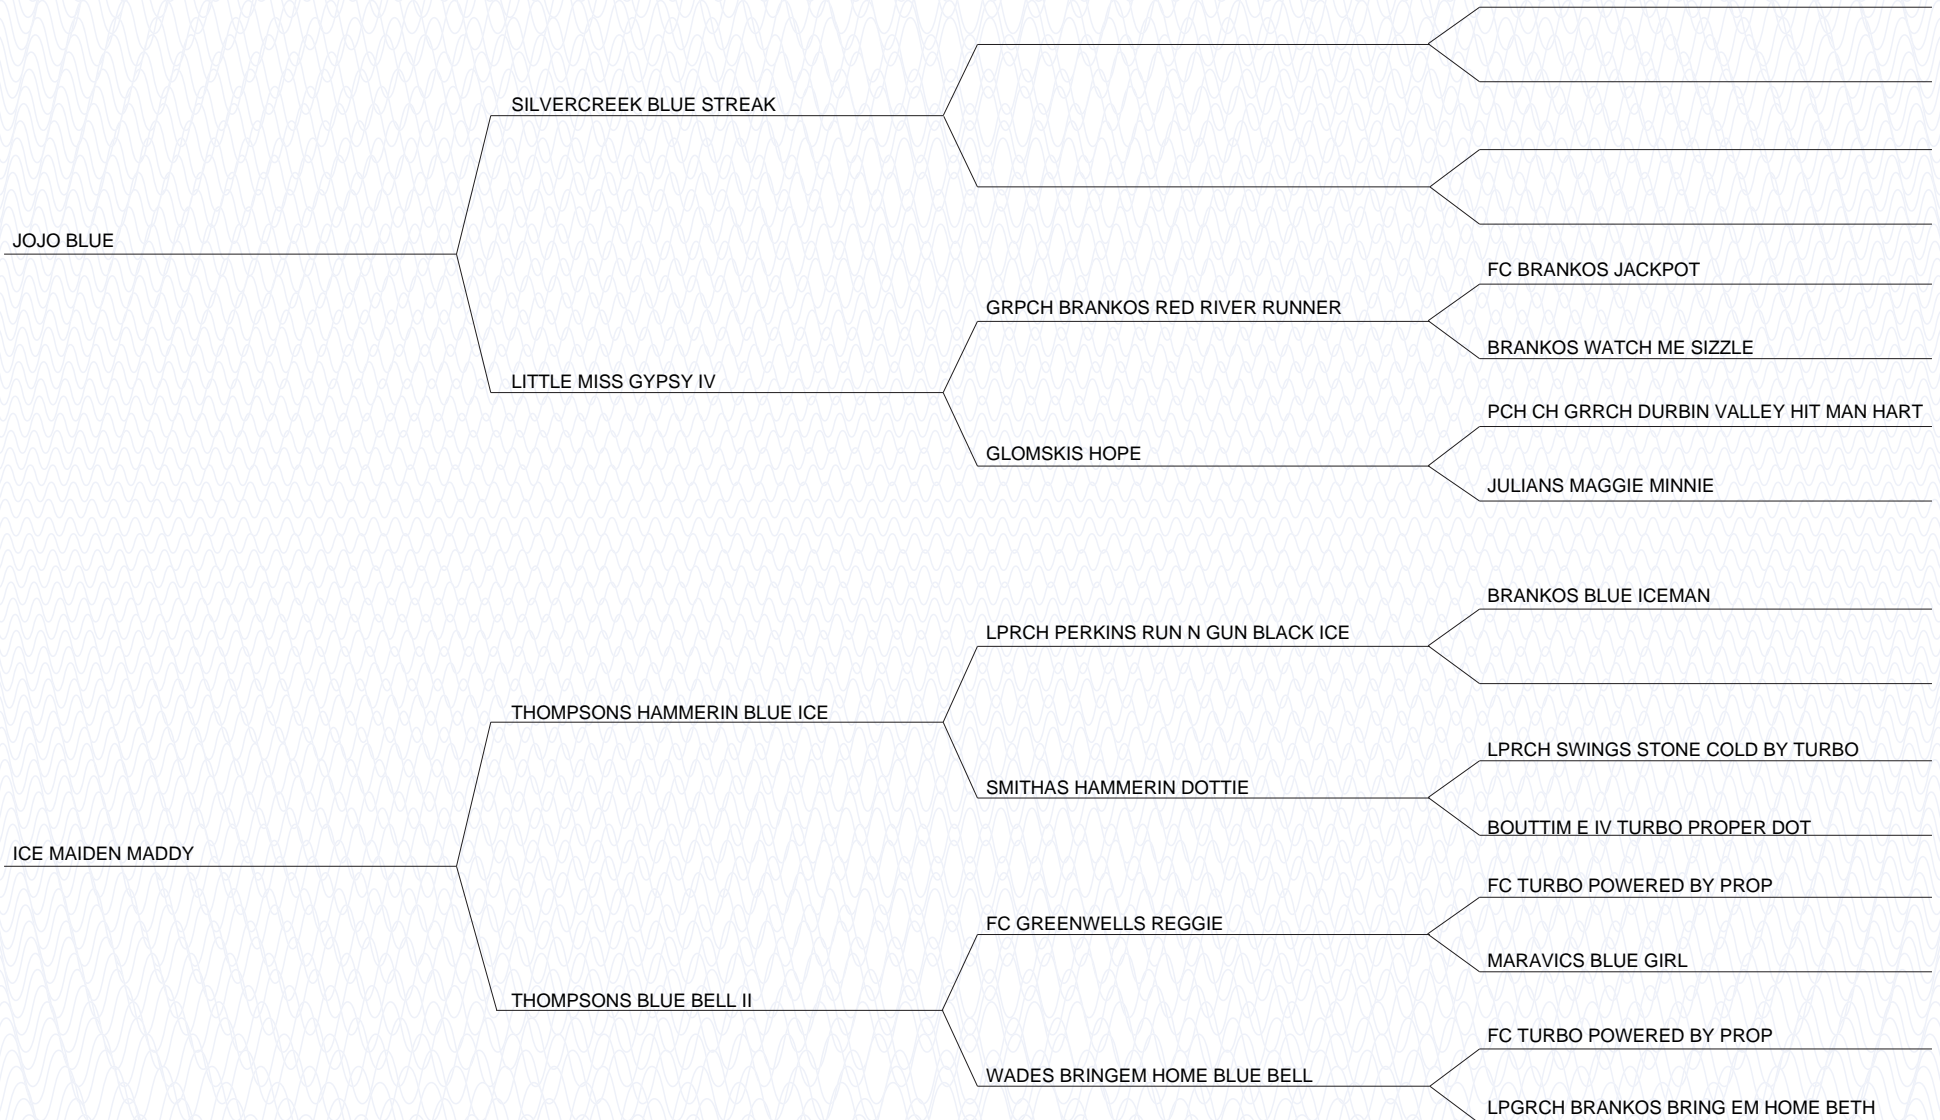 SILVERCREEK BLUE STREAK
JOJO BLUE
FC BRANKOS JACKPOT
GRPCH BRANKOS RED RIVER RUNNER
BRANKOS WATCH ME SIZZLE
LITTLE MISS GYPSY IV
PCH CH GRRCH DURBIN VALLEY HIT MAN HART
GLOMSKIS HOPE
JULIANS MAGGIE MINNIE
BRANKOS BLUE ICEMAN
LPRCH PERKINS RUN N GUN BLACK ICE
THOMPSONS HAMMERIN BLUE ICE
LPRCH SWINGS STONE COLD BY TURBO
SMITHAS HAMMERIN DOTTIE
BOUTTIM E IV TURBO PROPER DOT
ICE MAIDEN MADDY
FC TURBO POWERED BY PROP
FC GREENWELLS REGGIE
MARAVICS BLUE GIRL
THOMPSONS BLUE BELL II
FC TURBO POWERED BY PROP
WADES BRINGEM HOME BLUE BELL
LPGRCH BRANKOS BRING EM HOME BETH